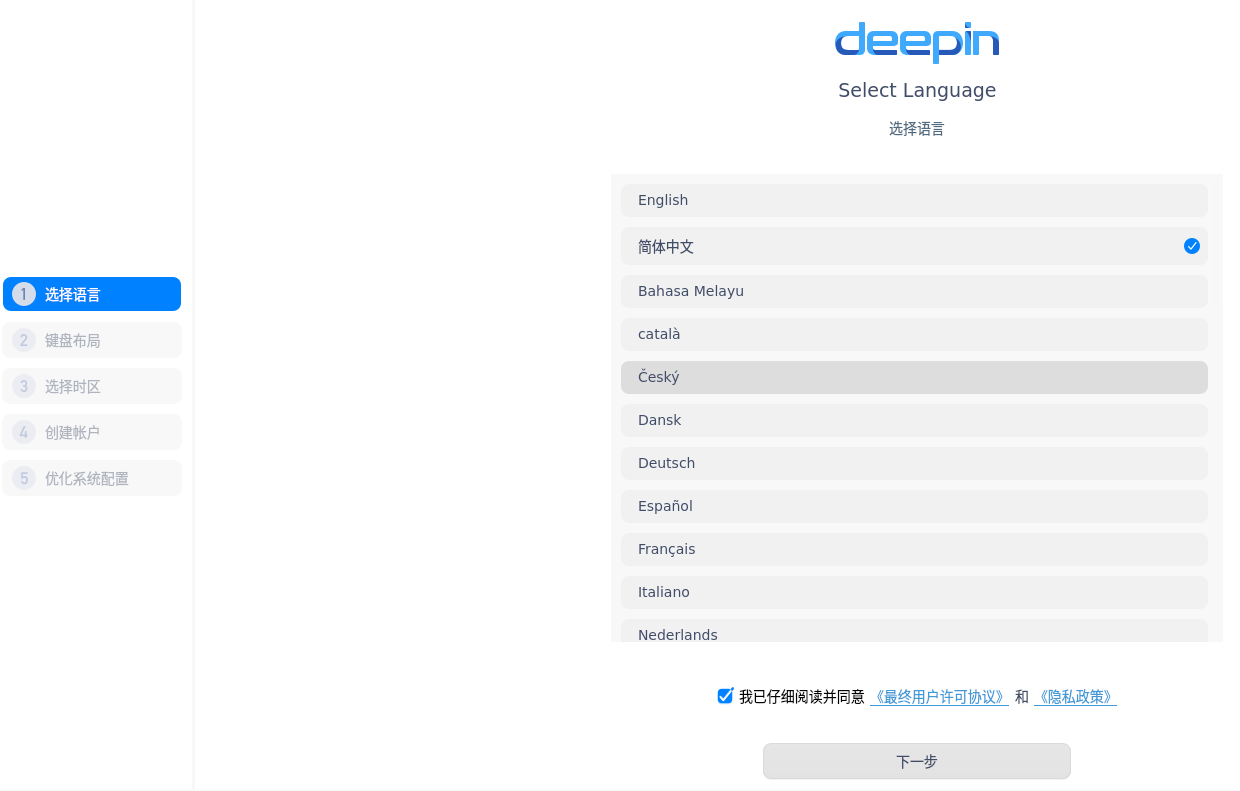 deepin
Select Language
选择语言
1 选择语言
2 键盘布局
3 选择时区
4 创建帐户
5 优化系统配置
English
简体中文
Bahasa Melayu
català
Český
Dansk
Deutsch
Español
Français
Italiano
Nederlands
我已仔细阅读并同意 《最终用户许可协议》 和 《隐私政策》
下一步